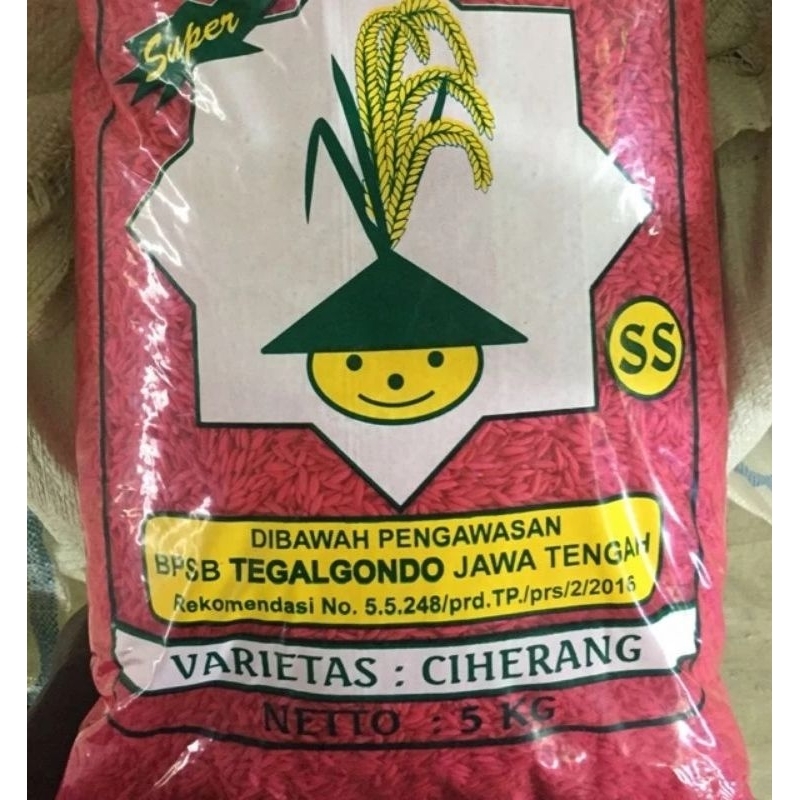 Super
SS
DIBAWAH PENGAWASAN
BPSB TEGALGONDO JAWA TENGAH
Rekomendasi No. 5.5.248/prd.TP./prs/2/2016
VARIETAS : CIHERANG
NETTO : 5 KG